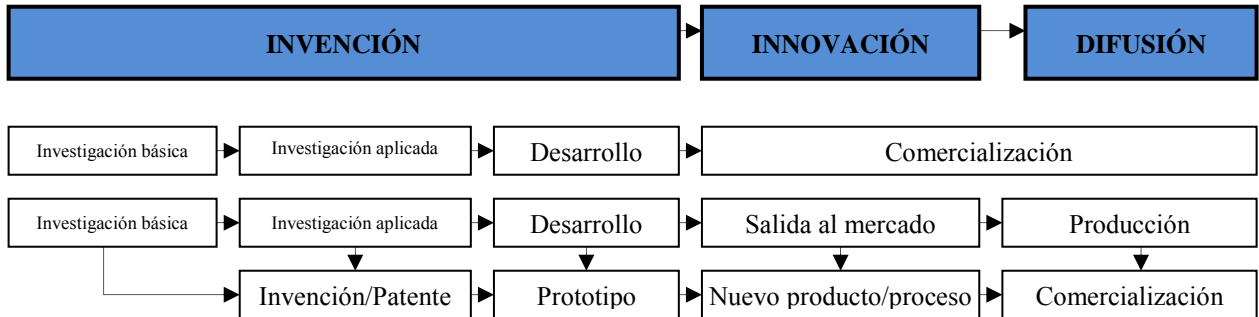 INVENCIÓN
INNOVACIÓN
DIFUSIÓN
Investigación básica
Investigación aplicada
Desarrollo
Comercialización
Investigación básica
Investigación aplicada
Desarrollo
Salida al mercado
Producción
Invención/Patente
Prototipo
Nuevo producto/proceso
Comercialización